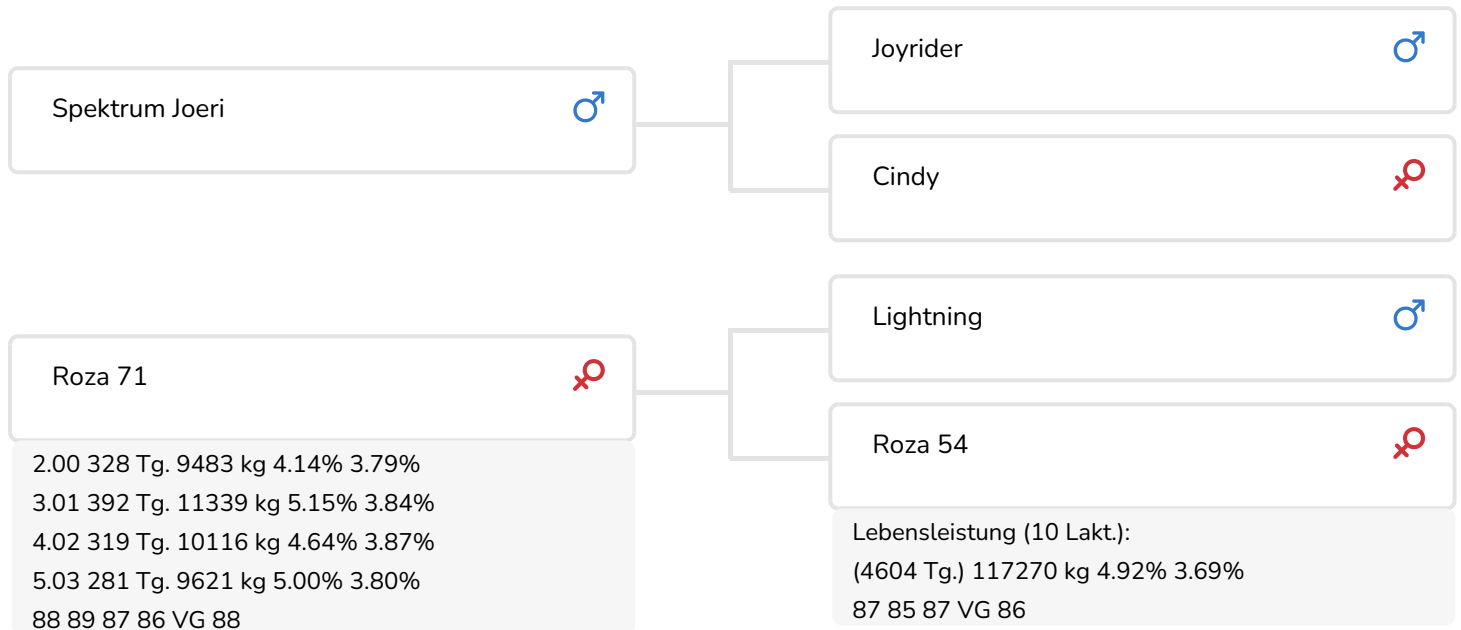 Spektrum Joeri
Joyrider
Cindy
Roza 71
2.00 328 Tg. 9483 kg 4.14% 3.79%
3.01 392 Tg. 11339 kg 5.15% 3.84%
4.02 319 Tg. 10116 kg 4.64% 3.87%
5.03 281 Tg. 9621 kg 5.00% 3.80%
88 89 87 86 VG 88
Lightning
Roza 54
Lebensleistung (10 Lakt.):
(4604 Tg.) 117270 kg 4.92% 3.69%
87 85 87 VG 86